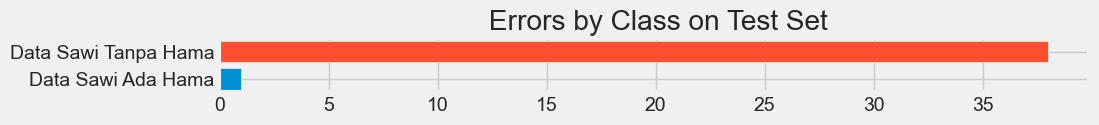 Errors by Class on Test Set
Data Sawi Tanpa Hama
Data Sawi Ada Hama
0 5 10 15 20 25 30 35